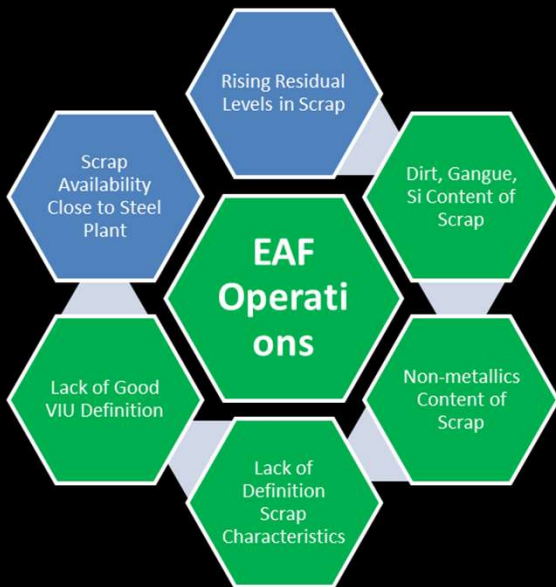 Rising Residual
Levels in Scrap
Dirt, Gangue,
Si Content of
Scrap
Non-metallics
Content of
Scrap
Lack of
Definition
Scrap
Characteristics
Lack of Good
VIU Definition
Scrap
Availability
Close to Steel
Plant
EAF
Operati
ons